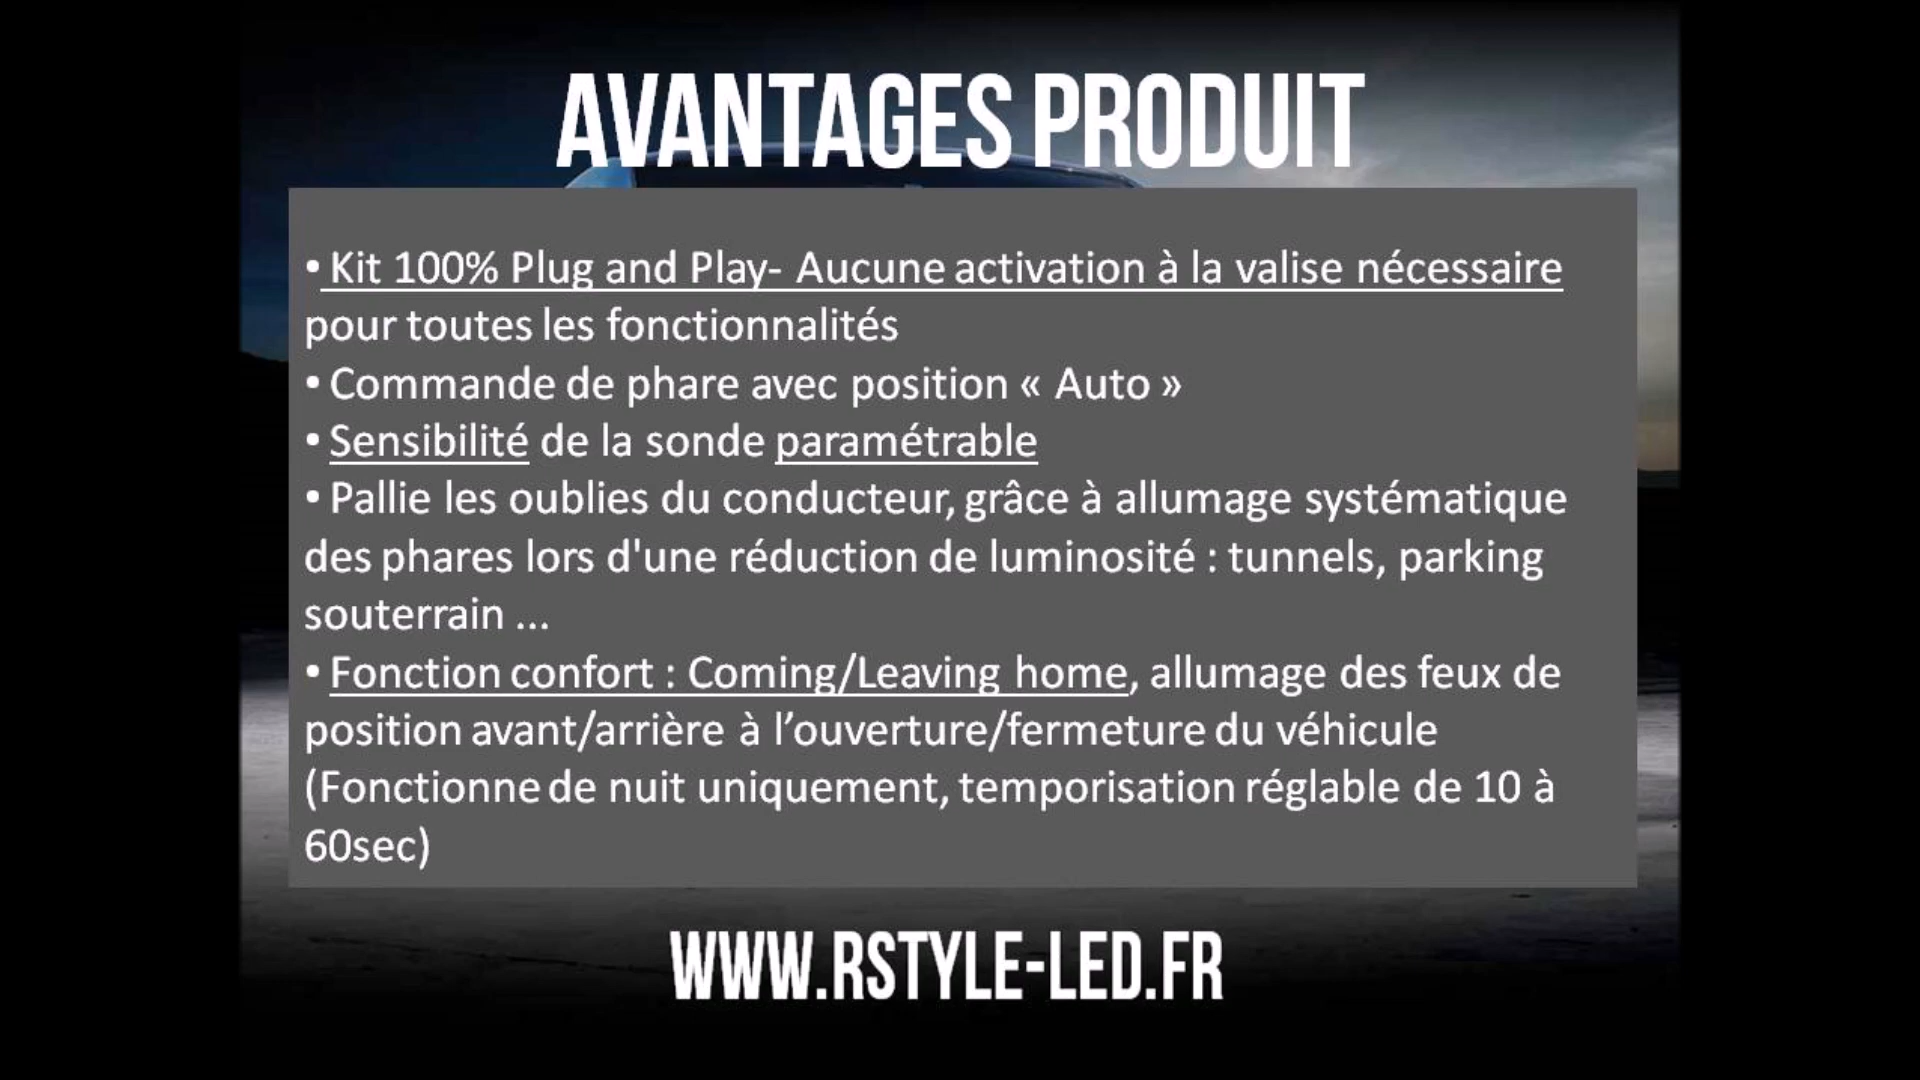 AVANTAGES PRODUIT
• Kit 100% Plug and Play- Aucune activation à la valise nécessaire
pour toutes les fonctionnalités
• Commande de phare avec position « Auto »
• Sensibilité de la sonde paramétrable
• Pallie les oublies du conducteur, grâce à allumage systématique
des phares lors d'une réduction de luminosité : tunnels, parking
souterrain ...
• Fonction confort : Coming/Leaving home, allumage des feux de
position avant/arrière à l’ouverture/fermeture du véhicule
(Fonctionne de nuit uniquement, temporisation réglable de 10 à
60sec)
WWW.RSTYLE-LED.FR